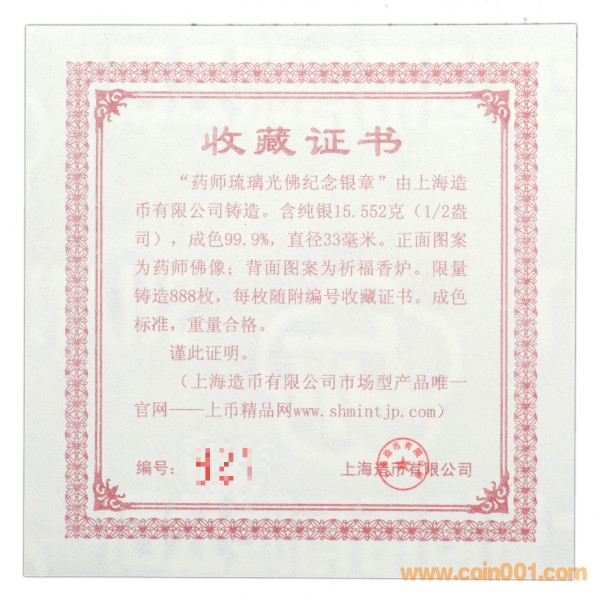 收藏证书
“药师琉璃光佛纪念银章”由上海造
币有限公司铸造。含纯银15.552克（1/2盎
司），成色99.9%，直径33毫米。正面图案
为药师佛像；背面图案为祈福香炉。限量
铸造888枚，每枚随附编号收藏证书。成色
标准，重量合格。
谨此证明。
（上海造币有限公司市场型产品唯一
官网——上币精品网www.shmintjp.com）
编号：
上海造币有限公司
www.coin001.com